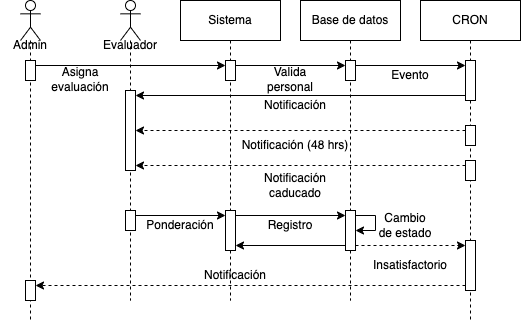 Sistema
Base de datos
CRON
Admin
Evaluador
Asigna
evaluación
Valida
personal
Evento
Notificación
Notificación (48 hrs)
Notificación
caducado
Ponderación
Registro
Cambio
de estado
Insatisfactorio
Notificación